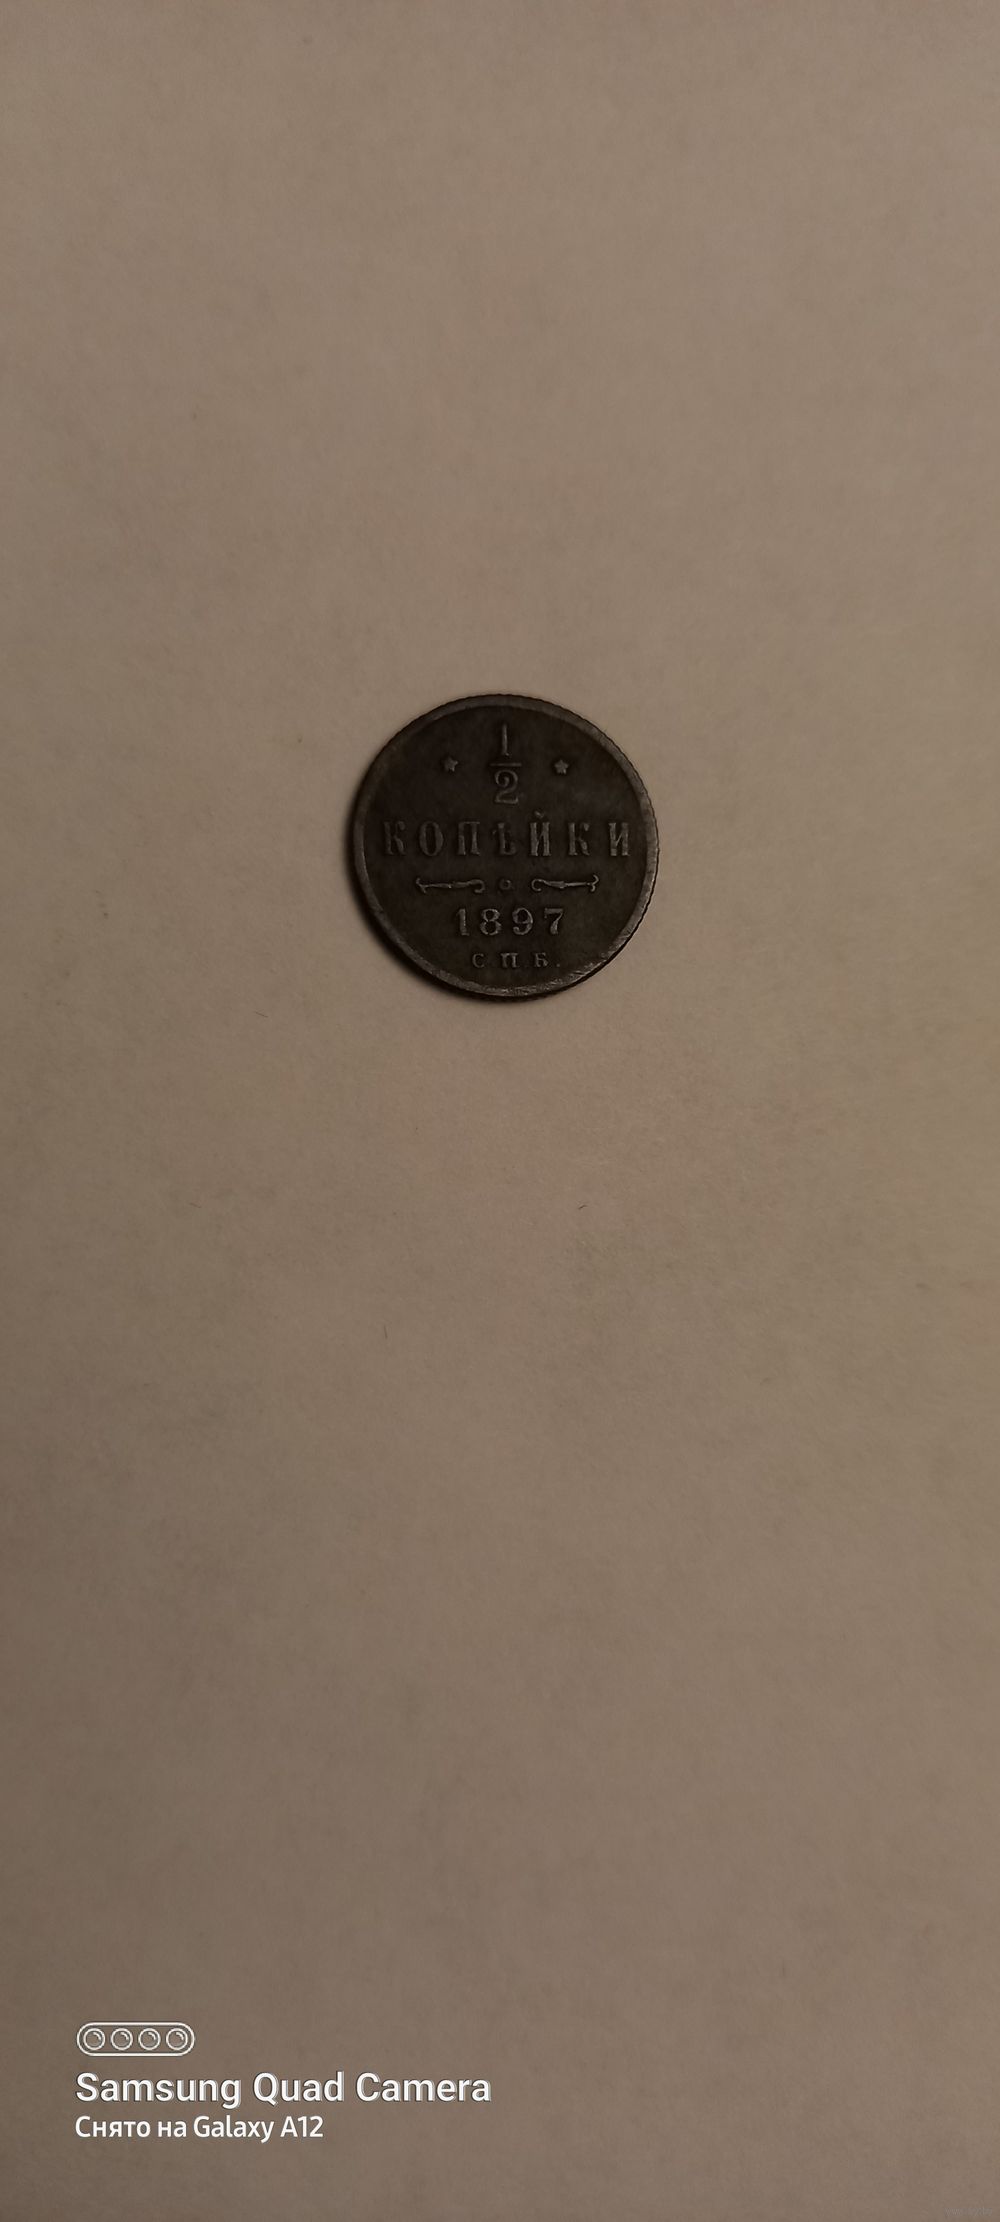 1
2
КОПѢЙКИ
1897
С.П.Б.
Samsung Quad Camera
Снято на Galaxy A12